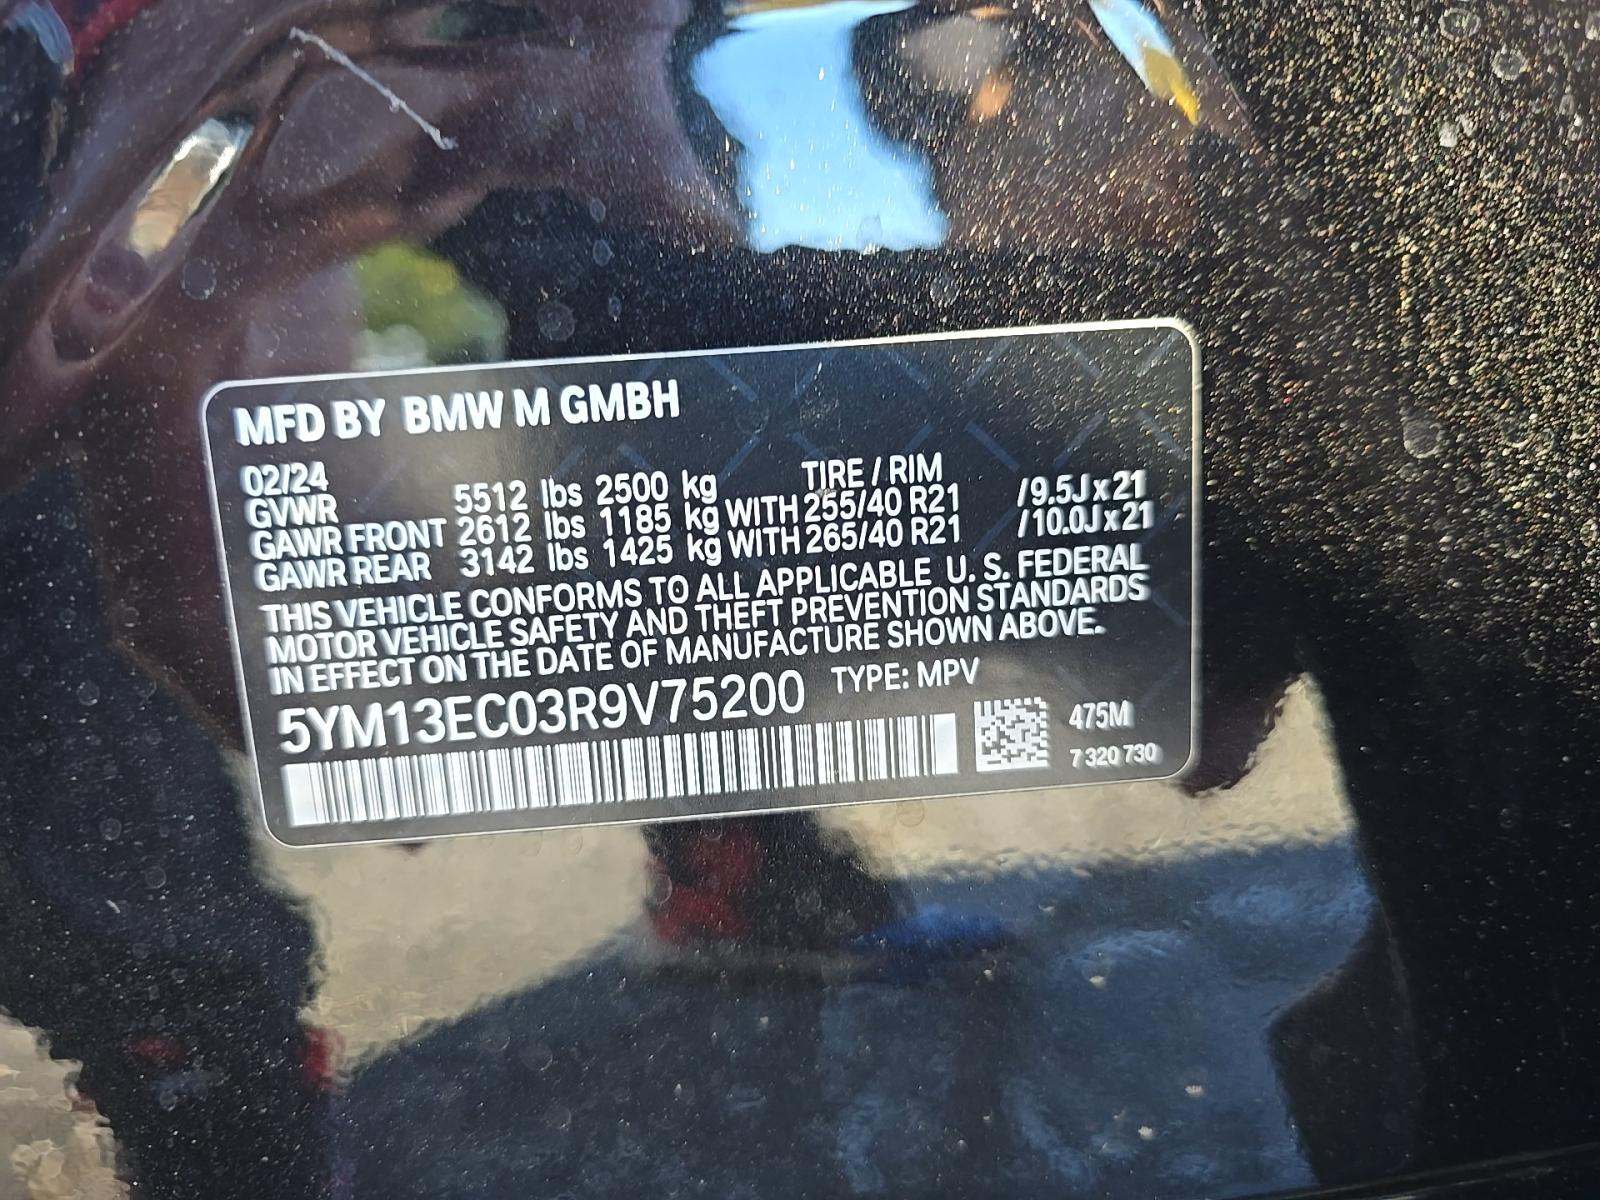 MFD BY BMW M GMBH
02/24 TIRE / RIM
GVWR 5512 lbs 2500 kg
GAWR FRONT 2612 lbs 1185 kg WITH 255/40 R21 /9.5J x 21
GAWR REAR 3142 lbs 1425 kg WITH 265/40 R21 /10.0J x 21
THIS VEHICLE CONFORMS TO ALL APPLICABLE U. S. FEDERAL
MOTOR VEHICLE SAFETY AND THEFT PREVENTION STANDARDS
IN EFFECT ON THE DATE OF MANUFACTURE SHOWN ABOVE.
5YM13EC03R9V75200 TYPE: MPV
475M
7 320 730